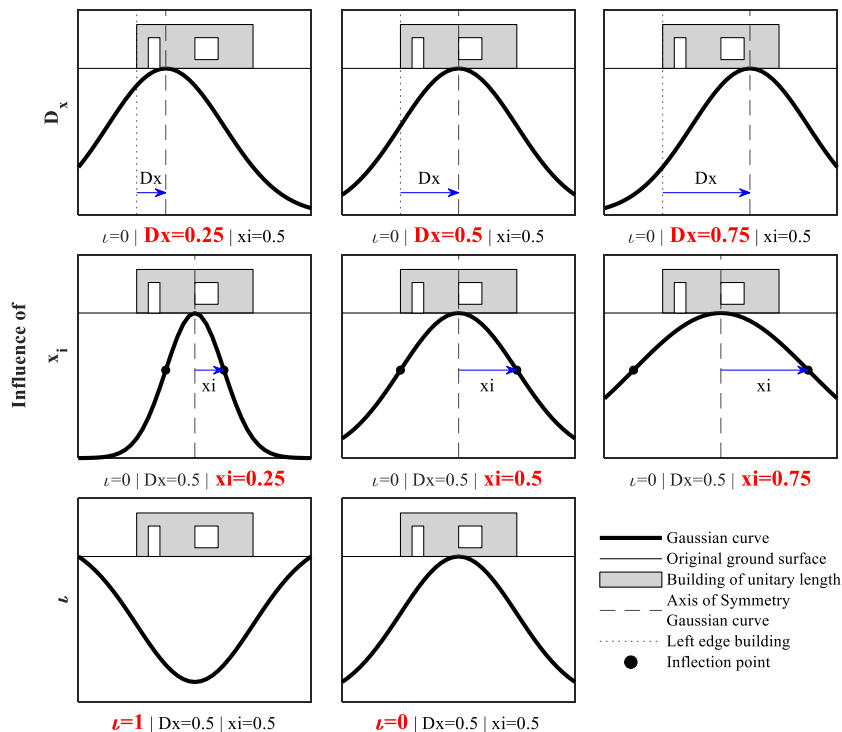 D_x
Dx
Dx
Dx
ι=0 | Dx=0.25 | xi=0.5
ι=0 | Dx=0.5 | xi=0.5
ι=0 | Dx=0.75 | xi=0.5
Influence of
x_i
xi
xi
xi
ι=0 | Dx=0.5 | xi=0.25
ι=0 | Dx=0.5 | xi=0.5
ι=0 | Dx=0.5 | xi=0.75
ι
ι=1 | Dx=0.5 | xi=0.5
ι=0 | Dx=0.5 | xi=0.5
Gaussian curve
Original ground surface
Building of unitary length
Axis of Symmetry
Gaussian curve
Left edge building
Inflection point